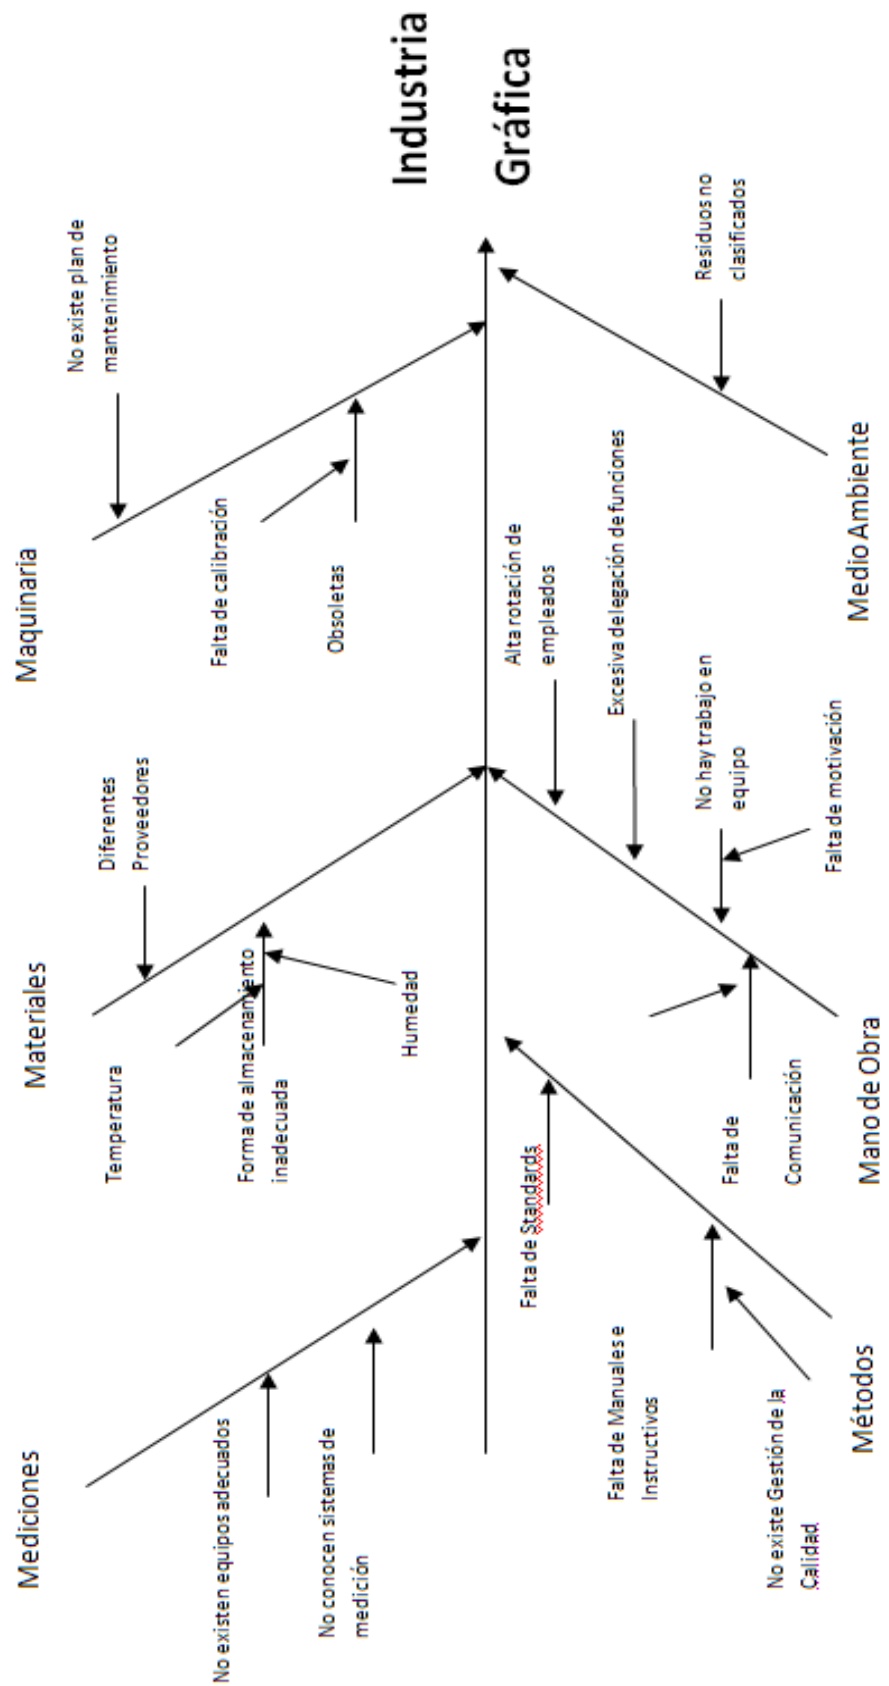 Mediciones
Materiales
Maquinaria
No existen equipos adecuados
No conocen sistemas de
medición
Temperatura
Diferentes
Proveedores
Forma de almacenamiento
inadecuada
Humedad
No existe plan de
mantenimiento
Falta de calibración
Obsoletas
Industria
Gráfica
Falta de Standards
Falta de Manuales e
Instructivos
No existe Gestión de la
Calidad
Alta rotación de
empleados
Excesiva delegación de funciones
No hay trabajo en
equipo
Falta de motivación
Falta de
Comunicación
Residuos no
clasificados
Métodos
Mano de Obra
Medio Ambiente